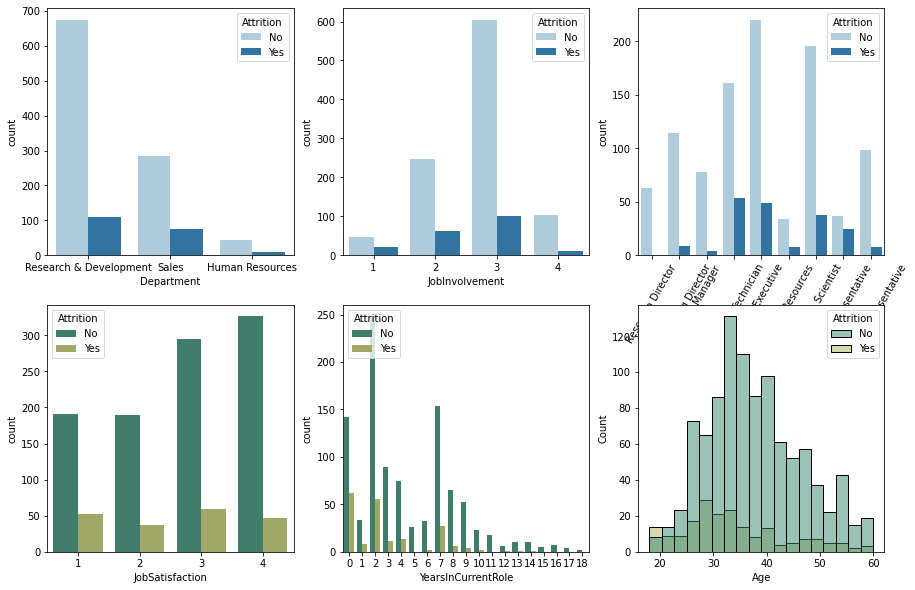 700
600
500
400
300
200
100
0
count
Attrition
No
Yes
Research & Development Sales Human Resources
Department
600
500
400
300
200
100
0
count
Attrition
No
Yes
1 2 3 4
JobInvolvement
200
150
100
50
0
count
Attrition
No
Yes
Director
Director
Manager
Technician
Executive
Resources
Scientist
sentative
sentative
300
250
200
150
100
50
0
count
Attrition
No
Yes
1 2 3 4
JobSatisfaction
250
200
150
100
50
0
count
Attrition
No
Yes
0 1 2 3 4 5 6 7 8 9 10 11 12 13 14 15 16 17 18
YearsInCurrentRole
120
100
80
60
40
20
0
Count
Attrition
No
Yes
20 30 40 50 60
Age